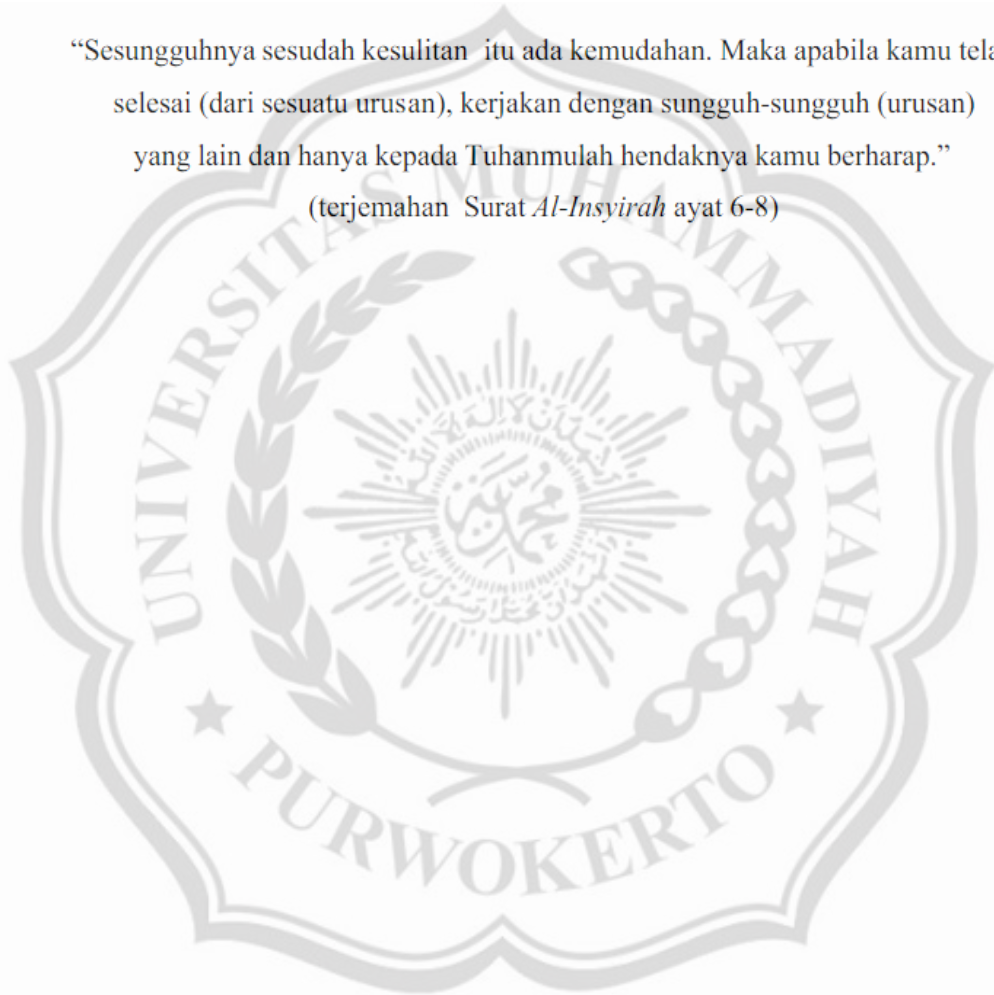 “Sesungguhnya sesudah kesulitan itu ada kemudahan. Maka apabila kamu tela
selesai (dari sesuatu urusan), kerjakan dengan sungguh-sungguh (urusan)
yang lain dan hanya kepada Tuhanmulah hendaknya kamu berharap.”
(terjemahan Surat Al-Insyirah ayat 6-8)
UNIVERSITAS MUHAMMADIYAH
PURWOKERTO